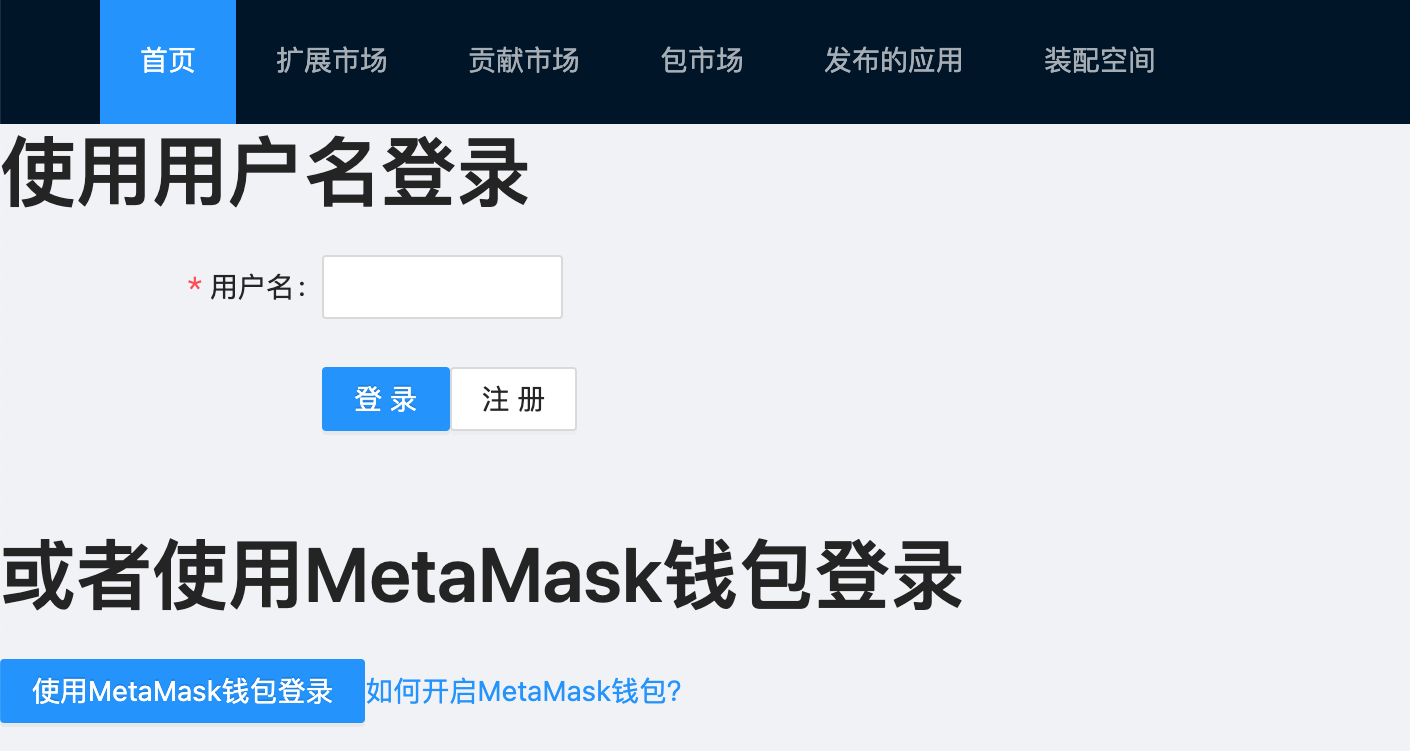 首页 扩展市场 贡献市场 包市场 发布的应用 装配空间
使用用户名登录
* 用户名:
登 录 注 册
或者使用MetaMask钱包登录
使用MetaMask钱包登录 如何开启MetaMask钱包?